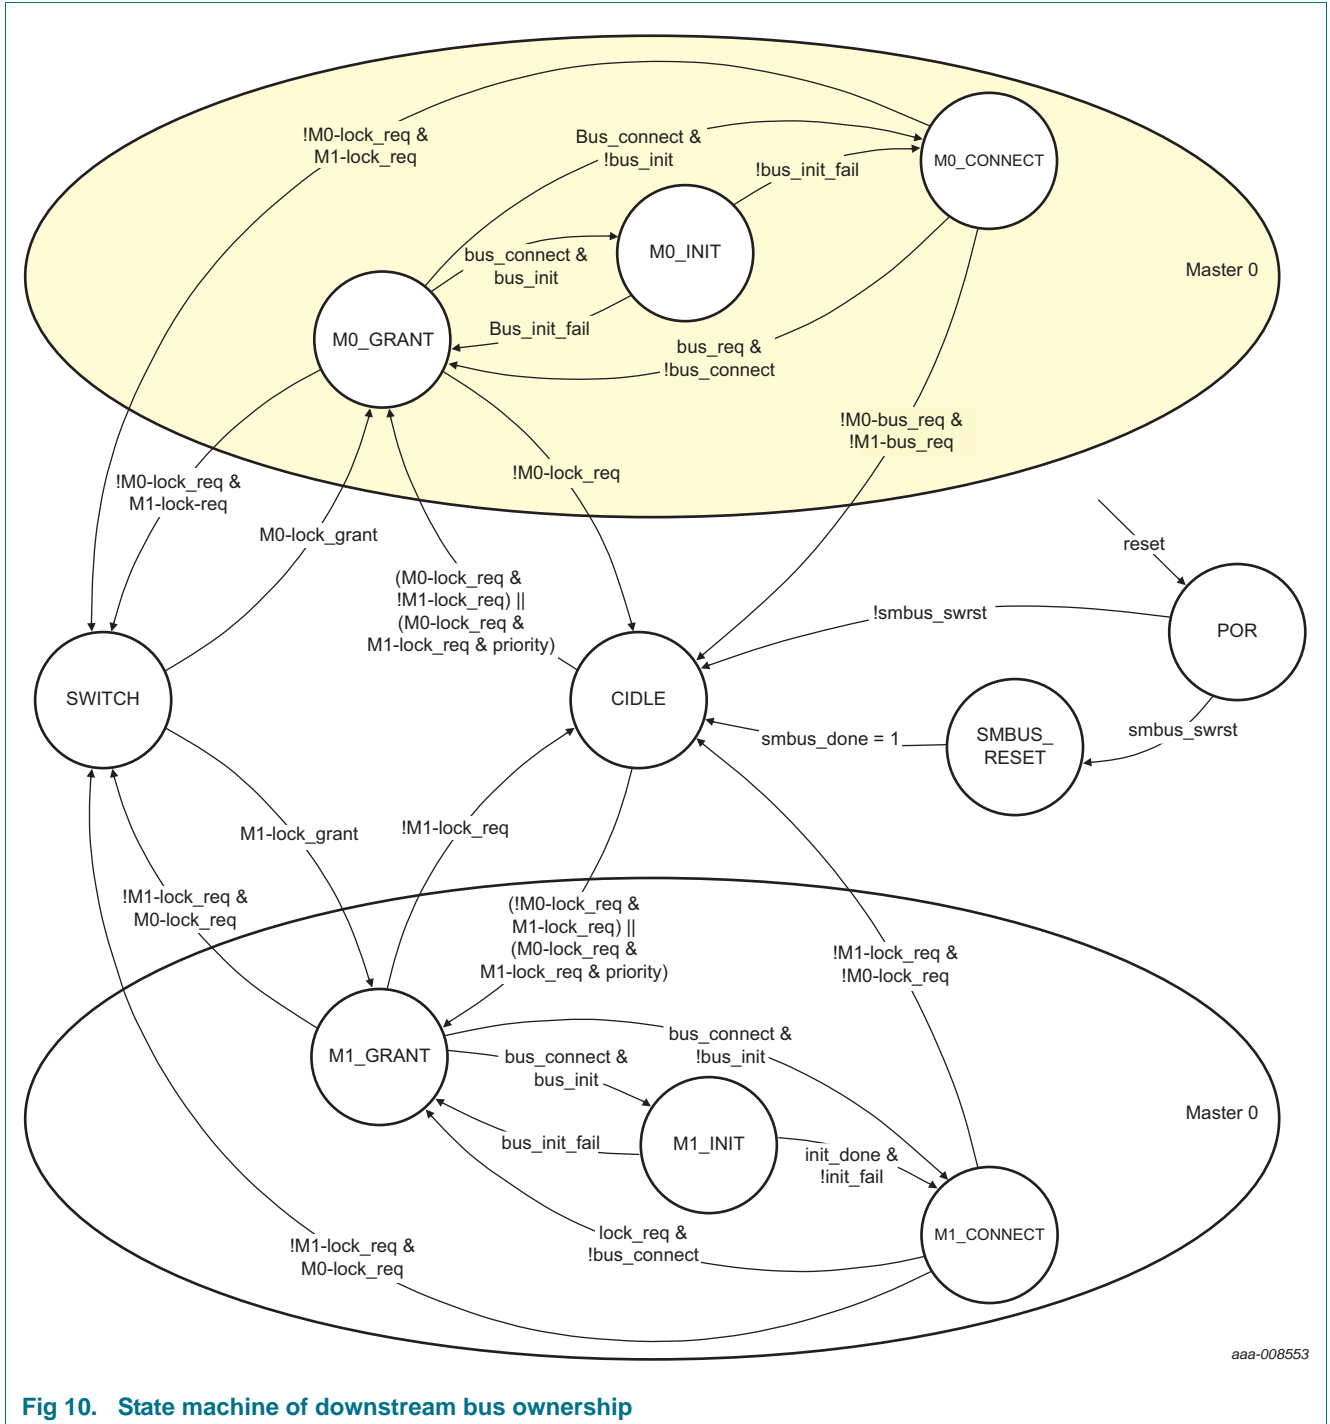 !M0-lock_req &
M1-lock_req
Bus_connect &
!bus_init
!bus_init_fail
M0_CONNECT
bus_connect &
bus_init
M0_INIT
Master 0
M0_GRANT
Bus_init_fail
bus_req &
!bus_connect
!M0-bus_req &
!M1-bus_req
!M0-lock_req &
M1-lock-req
!M0-lock_req
M0-lock_grant
reset
(M0-lock_req &
!M1-lock_req) ||
(M0-lock_req &
M1-lock_req & priority)
!smbus_swrst
POR
SWITCH
CIDLE
smbus_done = 1
SMBUS_
RESET
smbus_swrst
M1-lock_grant
!M1-lock_req
!M1-lock_req &
M0-lock_req
(!M0-lock_req &
M1-lock_req) ||
(M0-lock_req &
M1-lock_req & priority)
!M1-lock_req &
!M0-lock_req
M1_GRANT
bus_connect &
!bus_init
bus_connect &
bus_init
Master 0
bus_init_fail
M1_INIT
init_done &
!init_fail
lock_req &
!bus_connect
M1_CONNECT
!M1-lock_req &
M0-lock_req
aaa-008553
Fig 10. State machine of downstream bus ownership